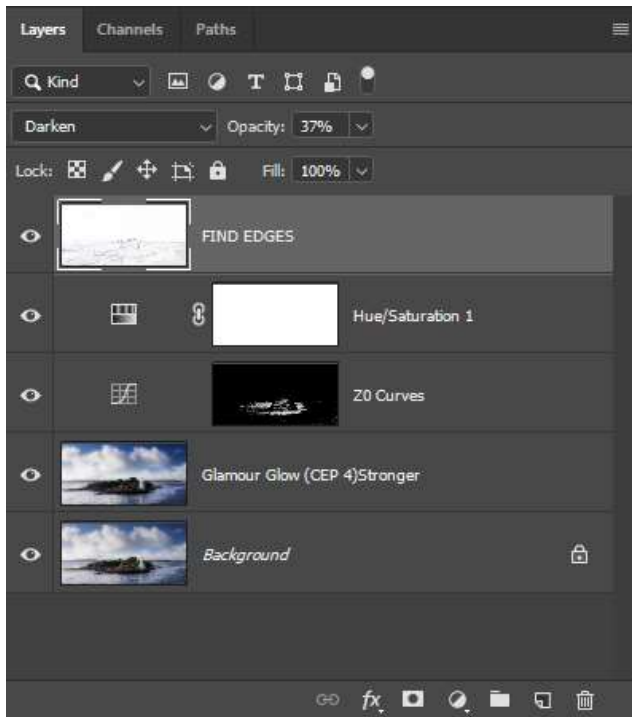 Layers Channels Paths
Kind T
Darken Opacity: 37%
Lock: Fill: 100%
FIND EDGES
Hue/Saturation 1
Z0 Curves
Glamour Glow (CEP 4)Stronger
Background
fx